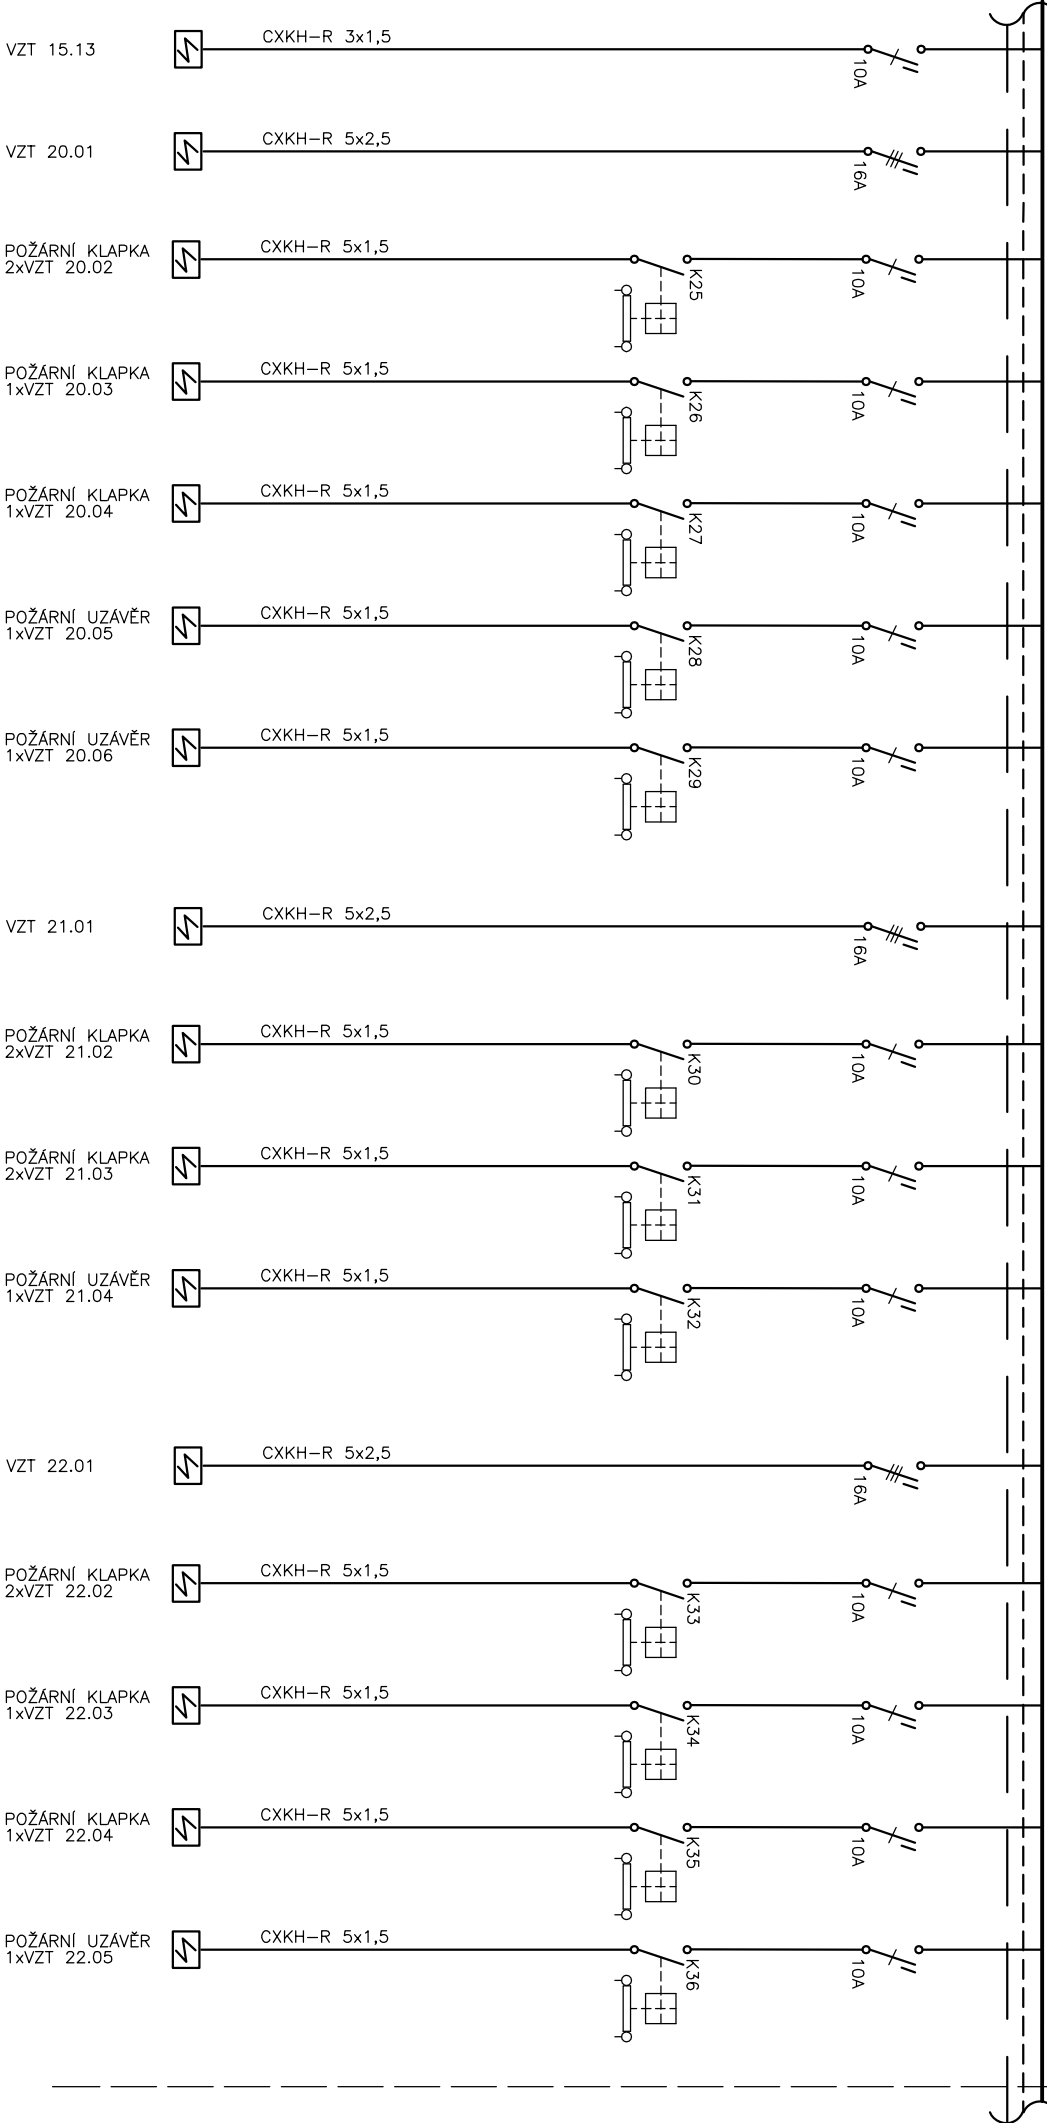 VZT 15.13
CXKH-R 3x1,5
10A
VZT 20.01
CXKH-R 5x2,5
16A
POŽÁRNÍ KLAPKA
2xVZT 20.02
CXKH-R 5x1,5
K25
10A
POŽÁRNÍ KLAPKA
1xVZT 20.03
CXKH-R 5x1,5
K26
10A
POŽÁRNÍ KLAPKA
1xVZT 20.04
CXKH-R 5x1,5
K27
10A
POŽÁRNÍ UZÁVĚR
1xVZT 20.05
CXKH-R 5x1,5
K28
10A
POŽÁRNÍ UZÁVĚR
1xVZT 20.06
CXKH-R 5x1,5
K29
10A
VZT 21.01
CXKH-R 5x2,5
16A
POŽÁRNÍ KLAPKA
2xVZT 21.02
CXKH-R 5x1,5
K30
10A
POŽÁRNÍ KLAPKA
2xVZT 21.03
CXKH-R 5x1,5
K31
10A
POŽÁRNÍ UZÁVĚR
1xVZT 21.04
CXKH-R 5x1,5
K32
10A
VZT 22.01
CXKH-R 5x2,5
16A
POŽÁRNÍ KLAPKA
2xVZT 22.02
CXKH-R 5x1,5
K33
10A
POŽÁRNÍ KLAPKA
1xVZT 22.03
CXKH-R 5x1,5
K34
10A
POŽÁRNÍ KLAPKA
1xVZT 22.04
CXKH-R 5x1,5
K35
10A
POŽÁRNÍ UZÁVĚR
1xVZT 22.05
CXKH-R 5x1,5
K36
10A